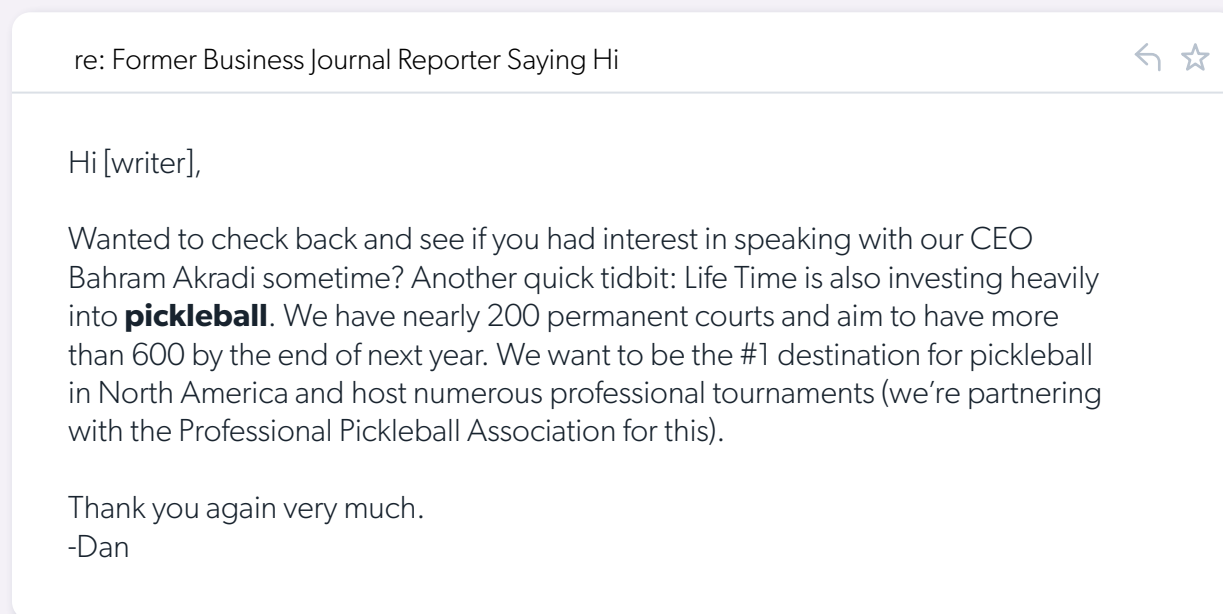 re: Former Business Journal Reporter Saying Hi
Hi [writer],
Wanted to check back and see if you had interest in speaking with our CEO
Bahram Akradi sometime? Another quick tidbit: Life Time is also investing heavily
into pickleball. We have nearly 200 permanent courts and aim to have more
than 600 by the end of next year. We want to be the #1 destination for pickleball
in North America and host numerous professional tournaments (we’re partnering
with the Professional Pickleball Association for this).
Thank you again very much.
-Dan